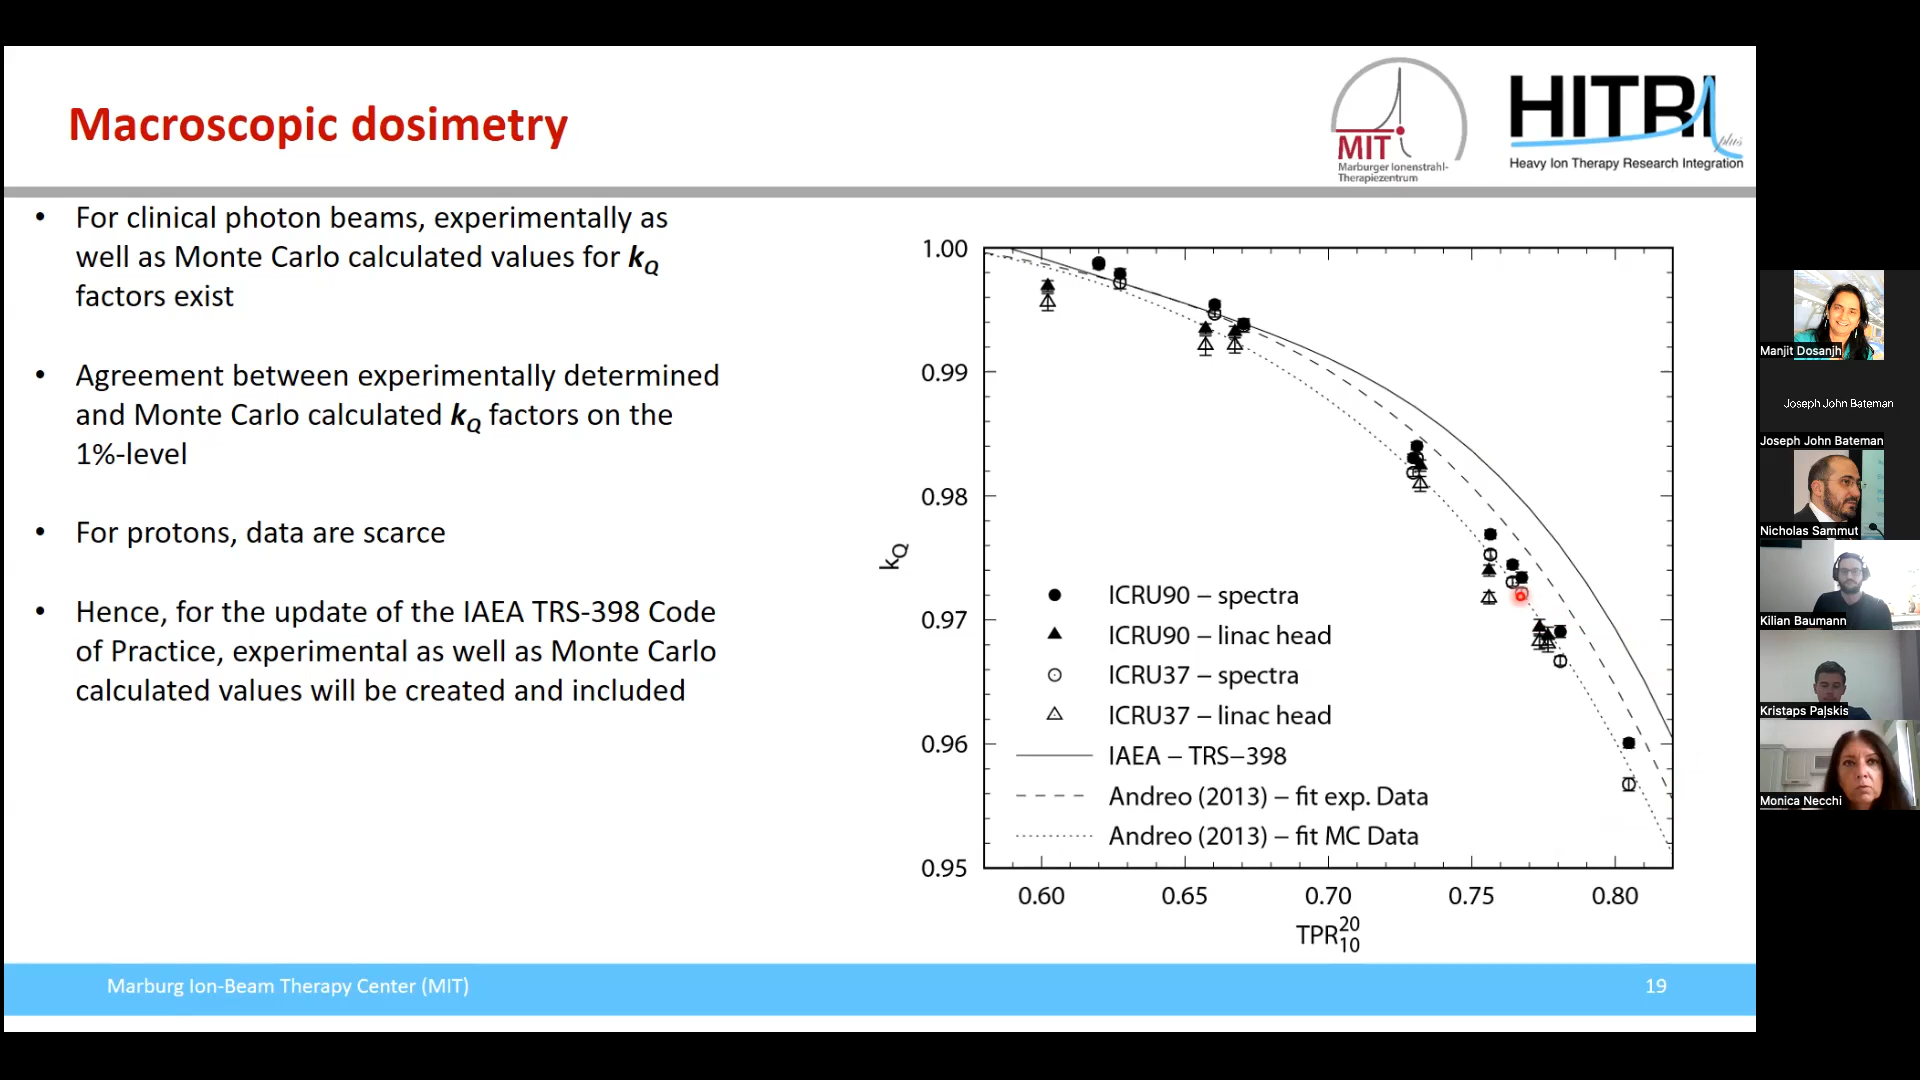 Macroscopic dosimetry
MIT
Marburger Ionenstrahl-
Therapiezentrum
HITRI
plus
Heavy Ion Therapy Research Integration
• For clinical photon beams, experimentally as
well as Monte Carlo calculated values for kQ
factors exist
• Agreement between experimentally determined
and Monte Carlo calculated kQ factors on the
1%-level
• For protons, data are scarce
• Hence, for the update of the IAEA TRS-398 Code
of Practice, experimental as well as Monte Carlo
calculated values will be created and included
1.00
0.99
0.98
0.97
0.96
0.95
kQ
ICRU90 – spectra
ICRU90 – linac head
ICRU37 – spectra
ICRU37 – linac head
IAEA – TRS–398
Andreo (2013) – fit exp. Data
Andreo (2013) – fit MC Data
0.60 0.65 0.70 0.75 0.80
TPR20 10
Marburg Ion-Beam Therapy Center (MIT)
19
Manjit Dosanjh
Joseph John Bateman
Joseph John Bateman
Nicholas Sammut
Kilian Baumann
Kristaps Paļskis
Monica Necchi